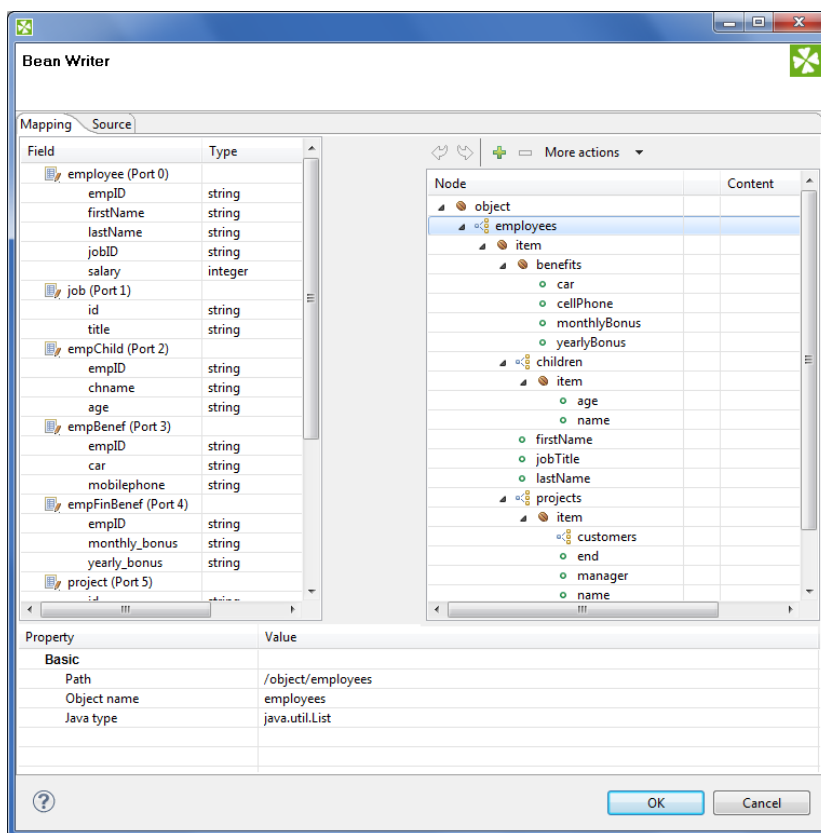 Bean Writer
Mapping Source
Field Type
employee (Port 0)
empID string
firstName string
lastName string
jobID string
salary integer
job (Port 1)
id string
title string
empChild (Port 2)
empID string
chname string
age string
empBenef (Port 3)
empID string
car string
mobilephone string
empFinBenef (Port 4)
empID string
monthly_bonus string
yearly_bonus string
project (Port 5)
id string
More actions
Node Content
object
employees
item
benefits
car
cellPhone
monthlyBonus
yearlyBonus
children
item
age
name
firstName
jobTitle
lastName
projects
item
customers
end
manager
name
Property Value
Basic
Path /object/employees
Object name employees
Java type java.util.List
OK Cancel